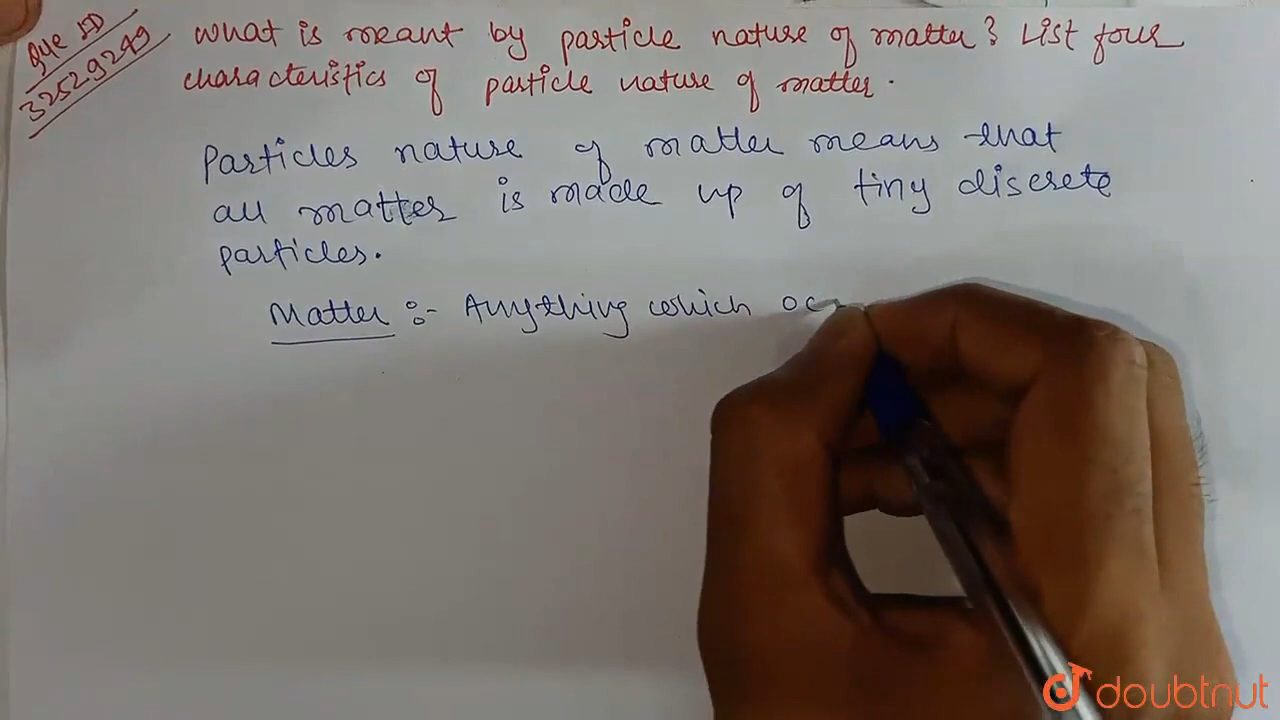 Que ID
32529249
What is meant by particle nature of matter? List four
characteristics of particle nature of matter.
Particles nature of matter means that
all matter is made up of tiny discrete
particles.
Matter :- Anything which oc
doubtnut